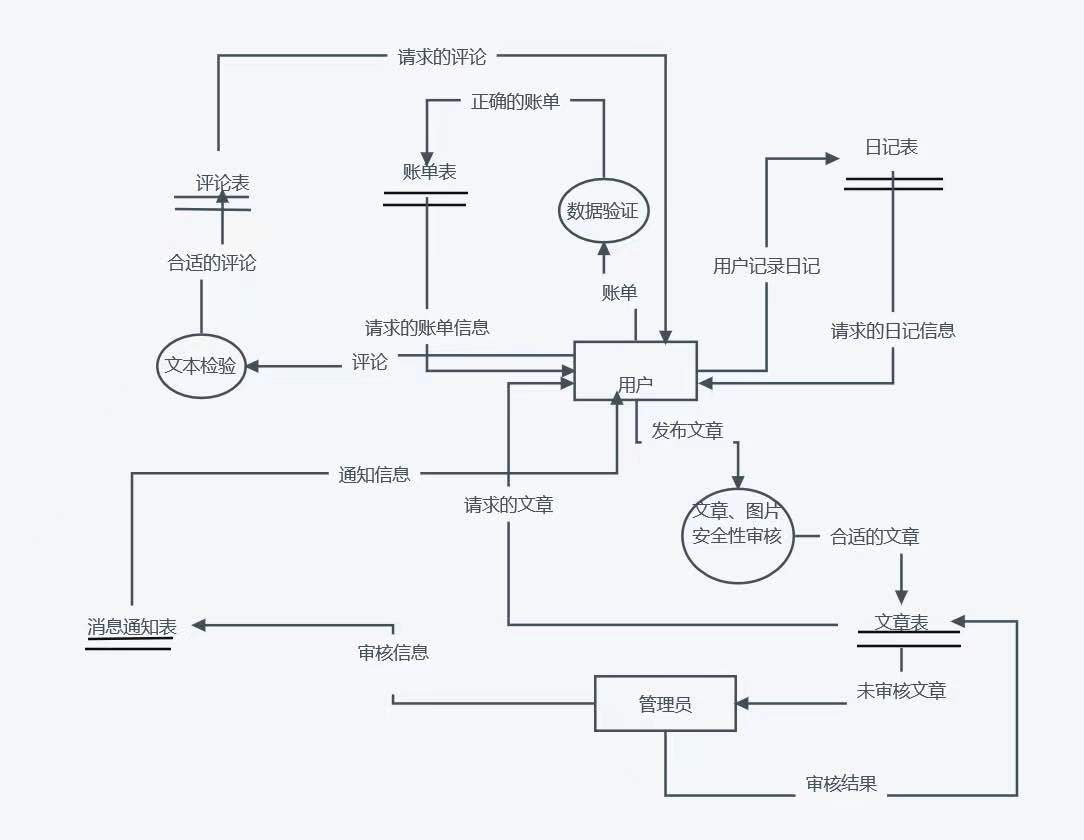 请求的评论
正确的账单
日记表
账单表
评论表
数据验证
合适的评论
用户记录日记
账单
请求的账单信息
请求的日记信息
评论
文本检验
用户
发布文章
通知信息
请求的文章
文章、图片
安全性审核
合适的文章
消息通知表
文章表
审核信息
未审核文章
管理员
审核结果